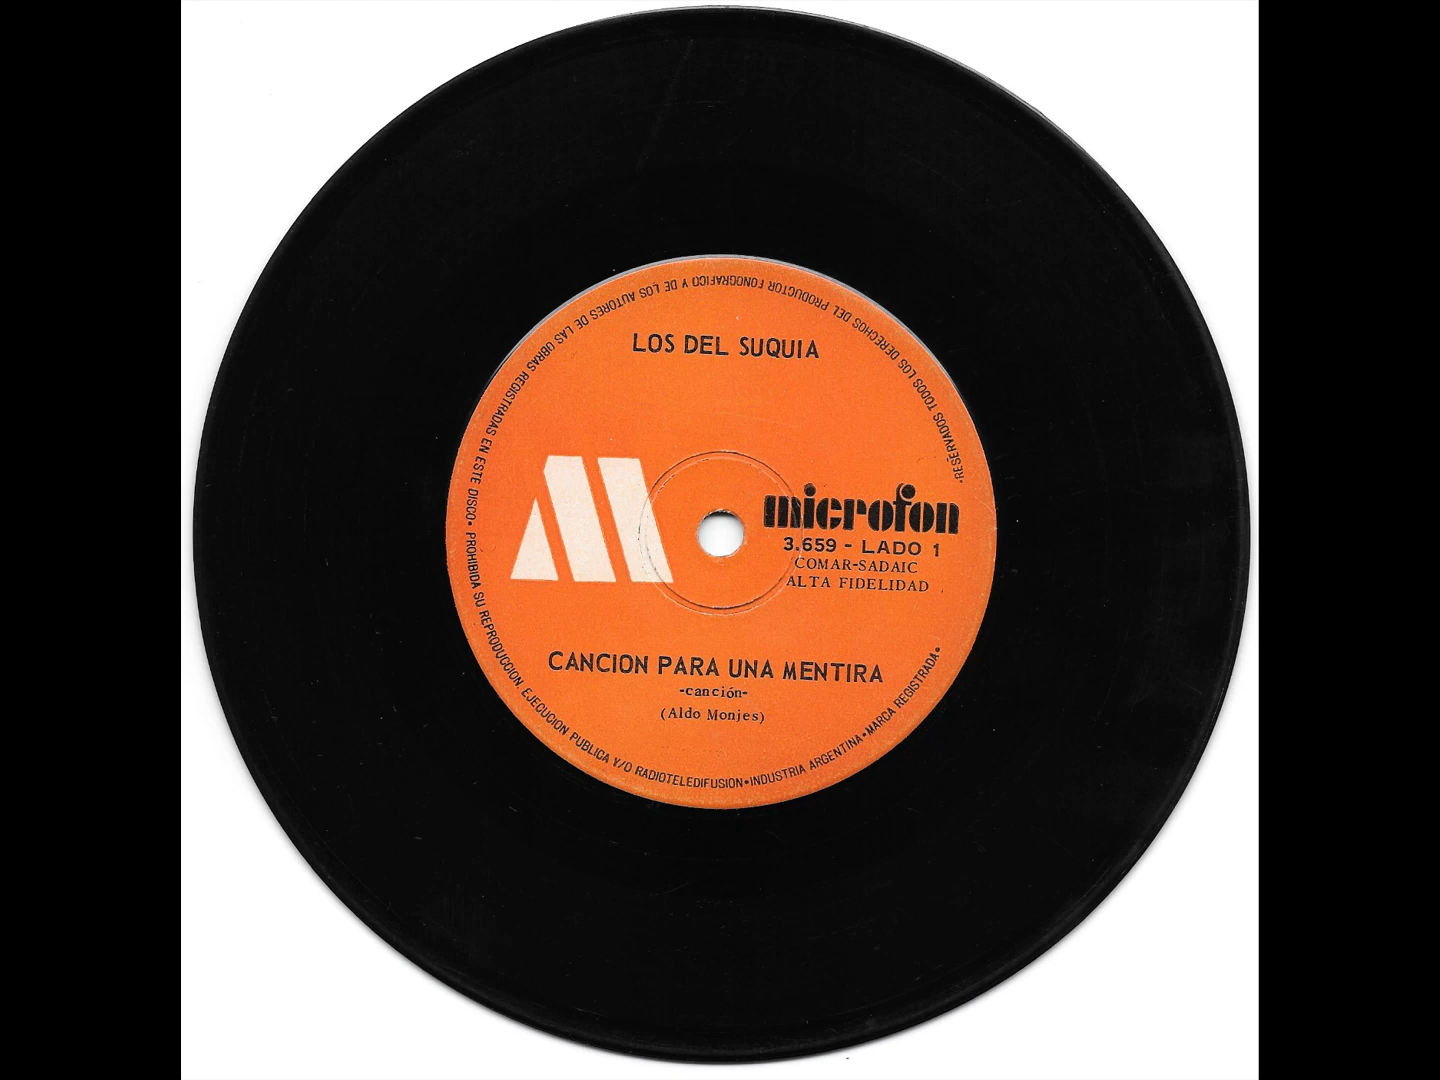 LOS DEL SUQUIA
microfon
3.659 - LADO 1
COMAR-SADAIC
ALTA FIDELIDAD
CANCION PARA UNA MENTIRA
-canción-
(Aldo Monjes)
•RESERVADOS TODOS LOS DERECHOS DEL PRODUCTOR FONOGRAFICO Y DE LOS AUTORES DE LAS OBRAS REGISTRADAS EN ESTE DISCO• PROHIBIDA SU REPRODUCCION, EJECUCION PUBLICA Y/O RADIOTELEDIFUSION•INDUSTRIA ARGENTINA•MARCA REGISTRADA•